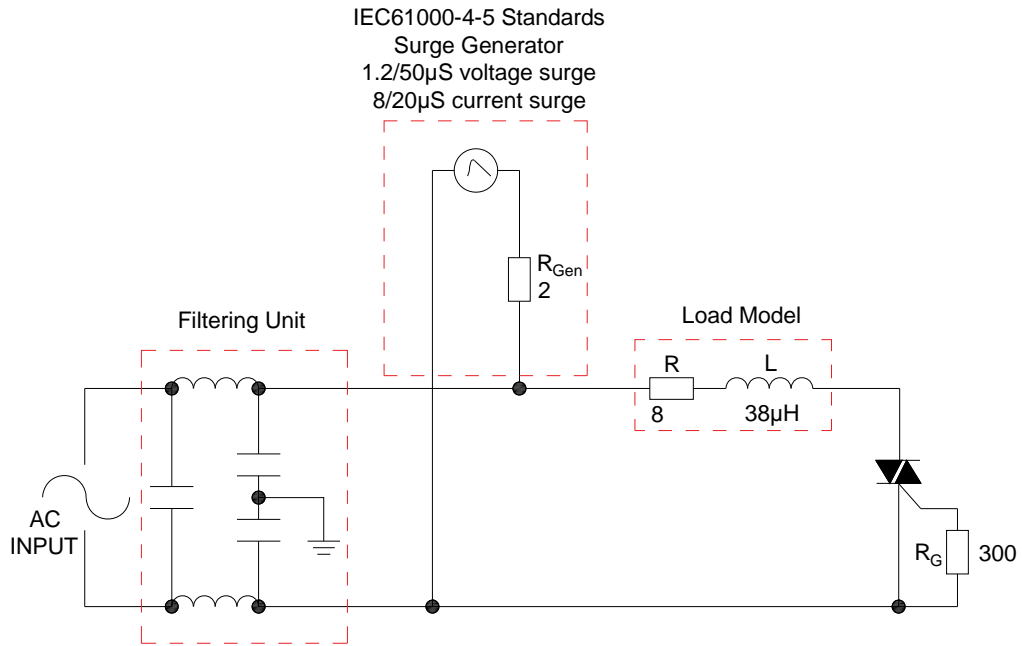 IEC61000-4-5 Standards
Surge Generator
1.2/50µS voltage surge
8/20µS current surge
R_Gen
2
Filtering Unit
Load Model
R
L
8
38µH
AC
INPUT
R_G
300